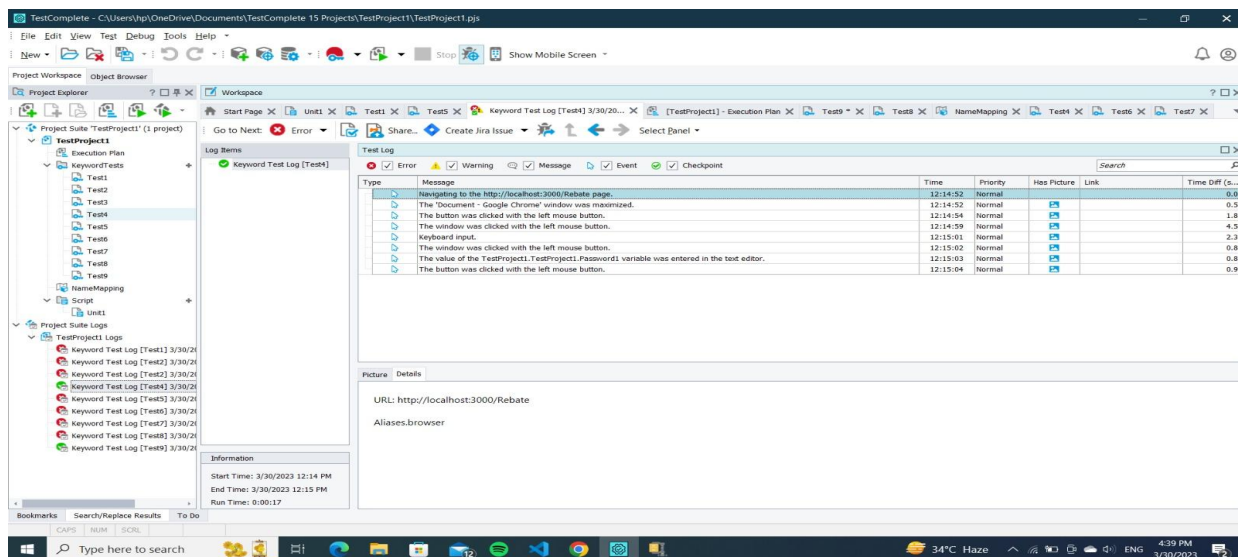 TestComplete - C:\Users\hp\OneDrive\Documents\TestComplete 15 Projects\TestProject1\TestProject1.pjs
File Edit View Test Debug Tools Help
New Stop Show Mobile Screen
Project Workspace Object Browser
Project Explorer
Workspace
Start Page Unit1 Test1 Test5 Keyword Test Log [Test4] 3/30/20... [TestProject1] - Execution Plan Test9 * Test8 NameMapping Test4 Test6 Test7
Project Suite 'TestProject1' (1 project)
TestProject1
Execution Plan
KeywordTests
Test1
Test2
Test3
Test4
Test5
Test6
Test7
Test8
Test9
NameMapping
Script
Unit1
Project Suite Logs
TestProject1 Logs
Keyword Test Log [Test1] 3/30/20
Keyword Test Log [Test2] 3/30/20
Keyword Test Log [Test2] 3/30/20
Keyword Test Log [Test4] 3/30/20
Keyword Test Log [Test5] 3/30/20
Keyword Test Log [Test6] 3/30/20
Keyword Test Log [Test7] 3/30/20
Keyword Test Log [Test8] 3/30/20
Keyword Test Log [Test9] 3/30/20
Go to Next: Error Share... Create Jira Issue Select Panel
Log Items
Keyword Test Log [Test4]
Information
Start Time: 3/30/2023 12:14 PM
End Time: 3/30/2023 12:15 PM
Run Time: 0:00:17
Test Log
Error Warning Message Event Checkpoint Search
Type Message Time Priority Has Picture Link Time Diff (s...
Navigating to the http://localhost:3000/Rebate page. 12:14:52 Normal 0.0
The 'Document - Google Chrome' window was maximized. 12:14:52 Normal 0.5
The button was clicked with the left mouse button. 12:14:54 Normal 1.8
The window was clicked with the left mouse button. 12:14:59 Normal 4.5
Keyboard input. 12:15:01 Normal 2.3
The window was clicked with the left mouse button. 12:15:02 Normal 0.8
The value of the TestProject1.TestProject1.Password1 variable was entered in the text editor. 12:15:03 Normal 0.8
The button was clicked with the left mouse button. 12:15:04 Normal 0.9
Picture Details
URL: http://localhost:3000/Rebate
Aliases.browser
Bookmarks Search/Replace Results To Do
CAPS NUM SCRL
Type here to search
12
34°C Haze
ENG
4:39 PM
3/30/2023
2